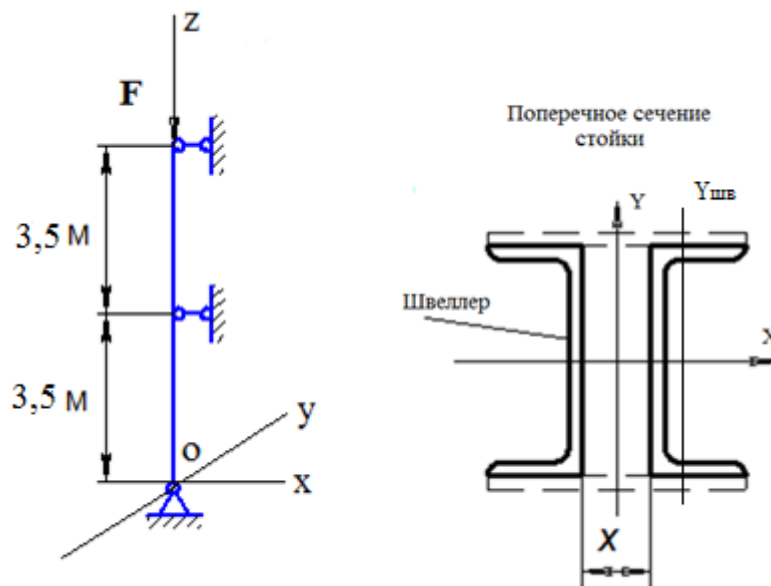 z
F
3,5 м
3,5 м
o
y
x
Поперечное сечение
стойки
Y
Yшв
Швеллер
X
X